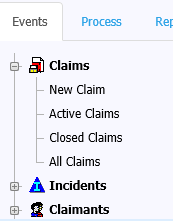 Events Process Rep
Claims
New Claim
Active Claims
Closed Claims
All Claims
Incidents
Claimants